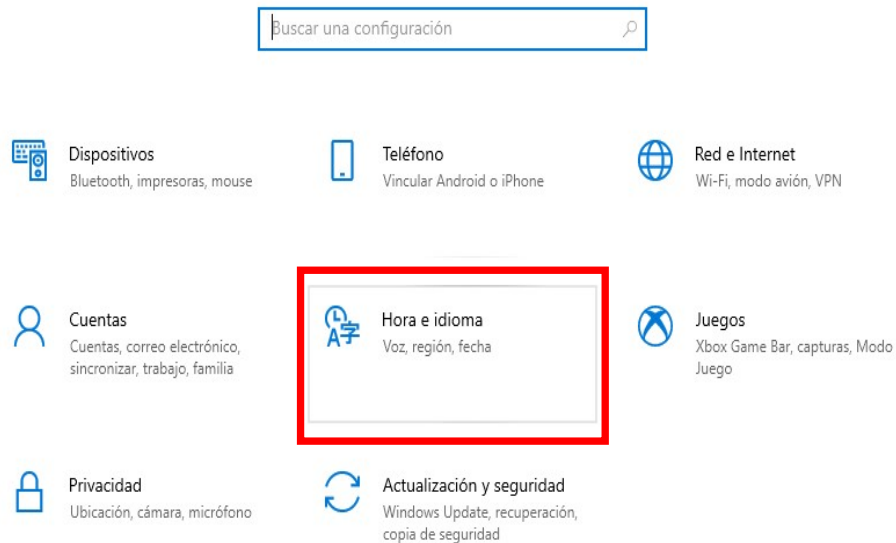 Buscar una configuración
Dispositivos
Bluetooth, impresoras, mouse
Teléfono
Vincular Android o iPhone
Red e Internet
Wi-Fi, modo avión, VPN
Cuentas
Cuentas, correo electrónico,
sincronizar, trabajo, familia
A字
Hora e idioma
Voz, región, fecha
Juegos
Xbox Game Bar, capturas, Modo
Juego
Privacidad
Ubicación, cámara, micrófono
Actualización y seguridad
Windows Update, recuperación,
copia de seguridad